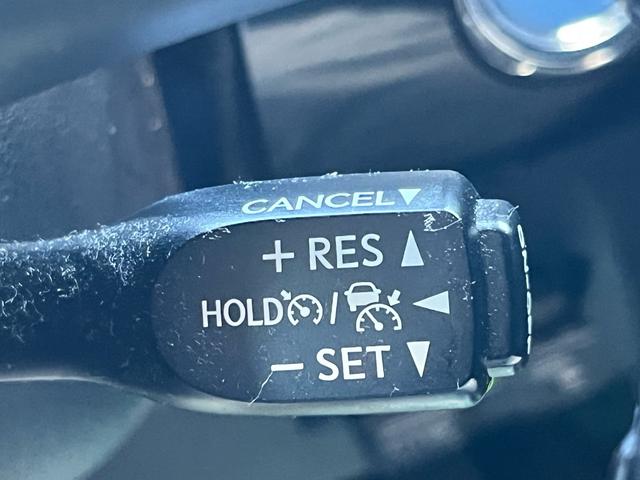 CANCEL
+ RES
HOLD /
− SET